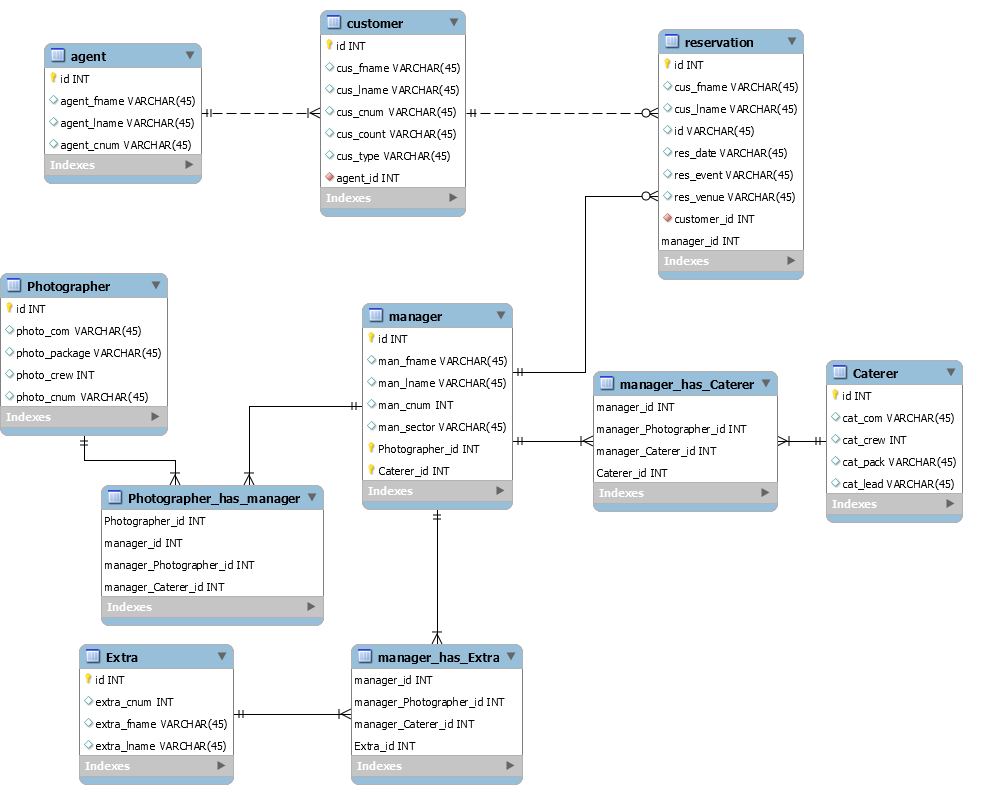 agent
id INT
agent_fname VARCHAR(45)
agent_lname VARCHAR(45)
agent_cnum VARCHAR(45)
Indexes
customer
id INT
cus_fname VARCHAR(45)
cus_lname VARCHAR(45)
cus_cnum VARCHAR(45)
cus_count VARCHAR(45)
cus_type VARCHAR(45)
agent_id INT
Indexes
reservation
id INT
cus_fname VARCHAR(45)
cus_lname VARCHAR(45)
id VARCHAR(45)
res_date VARCHAR(45)
res_event VARCHAR(45)
res_venue VARCHAR(45)
customer_id INT
manager_id INT
Indexes
Photographer
id INT
photo_com VARCHAR(45)
photo_package VARCHAR(45)
photo_crew INT
photo_cnum VARCHAR(45)
Indexes
manager
id INT
man_fname VARCHAR(45)
man_lname VARCHAR(45)
man_cnum INT
man_sector VARCHAR(45)
Photographer_id INT
Caterer_id INT
Indexes
manager_has_Caterer
manager_id INT
manager_Photographer_id INT
manager_Caterer_id INT
Caterer_id INT
Indexes
Caterer
id INT
cat_com VARCHAR(45)
cat_crew INT
cat_pack VARCHAR(45)
cat_lead VARCHAR(45)
Indexes
Photographer_has_manager
Photographer_id INT
manager_id INT
manager_Photographer_id INT
manager_Caterer_id INT
Indexes
Extra
id INT
extra_cnum INT
extra_fname VARCHAR(45)
extra_lname VARCHAR(45)
Indexes
manager_has_Extra
manager_id INT
manager_Photographer_id INT
manager_Caterer_id INT
Extra_id INT
Indexes